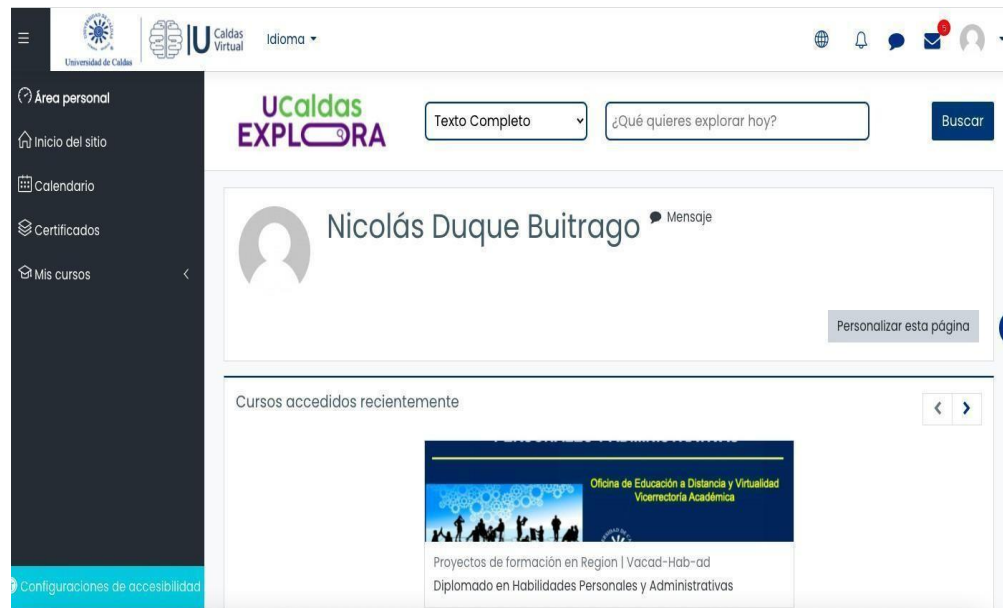 Universidad de Caldas
U Caldas Virtual
Idioma
5
Área personal
Inicio del sitio
Calendario
Certificados
Mis cursos
Configuraciones de accesibilidad
UCaldas
EXPLORA
Texto Completo
¿Qué quieres explorar hoy?
Buscar
Nicolás Duque Buitrago
Mensaje
Personalizar esta página
Cursos accedidos recientemente
Oficina de Educación a Distancia y Virtualidad
Vicerrectoría Académica
Proyectos de formación en Region | Vacad-Hab-ad
Diplomado en Habilidades Personales y Administrativas